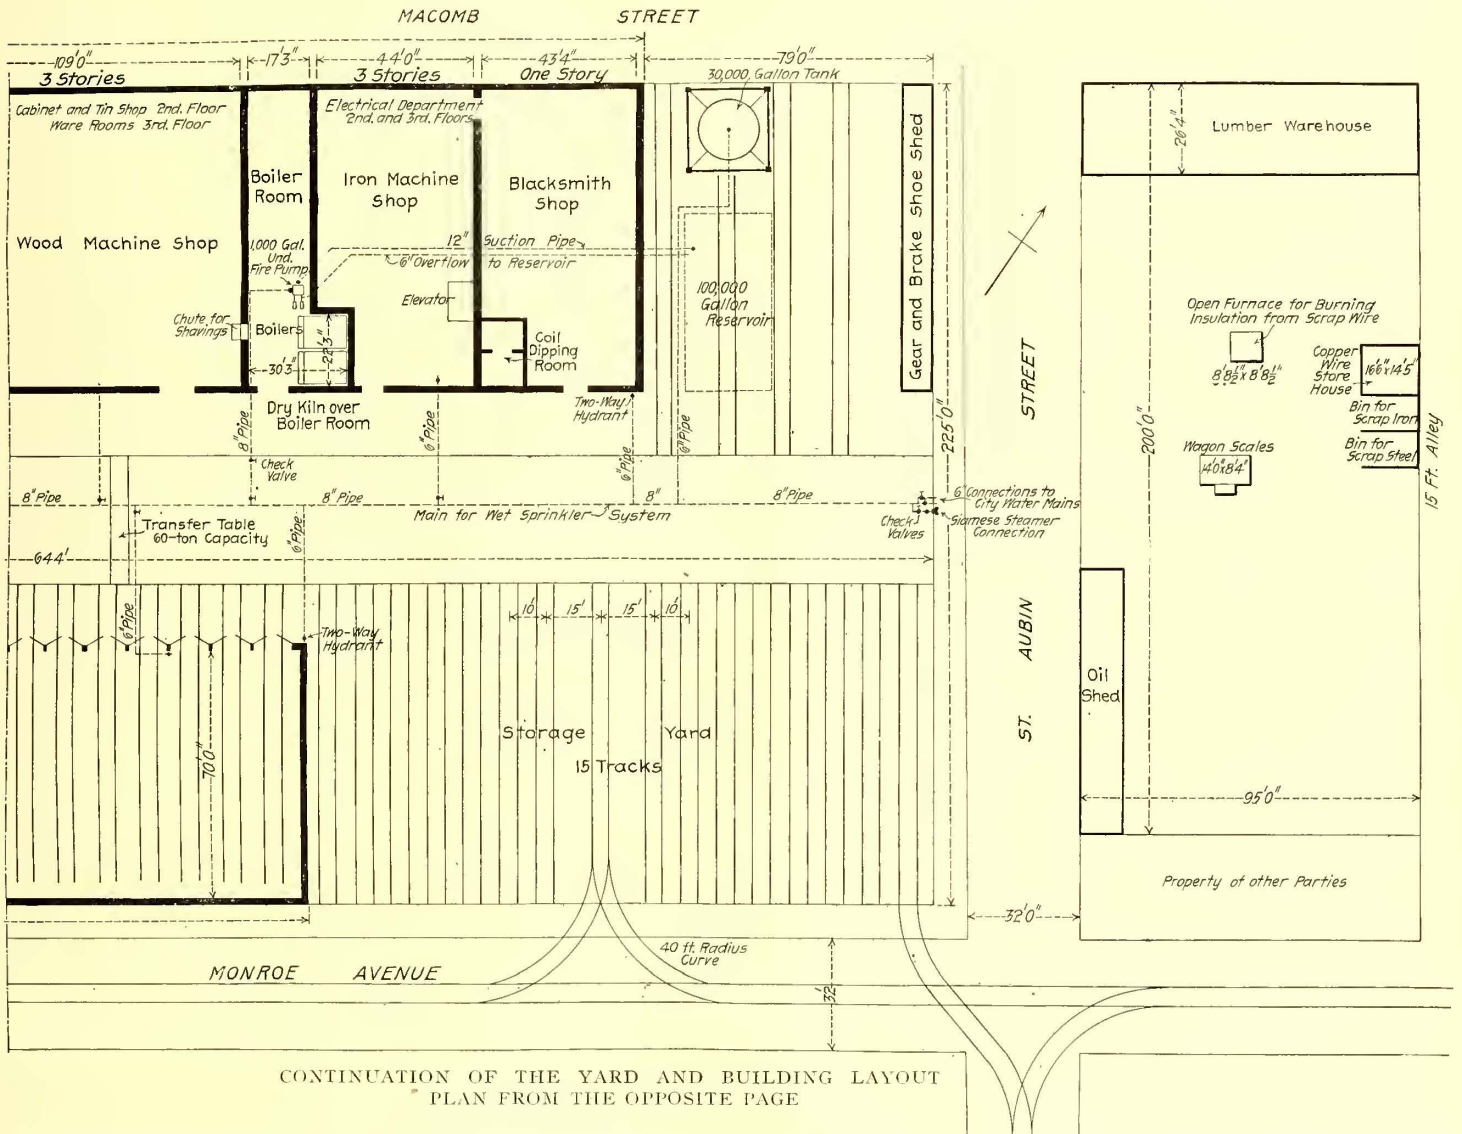 MACOMB STREET
109'0"
17'3"
44'0"
43'4"
79'0"
3 Stories
3 Stories
One Story
30,000 Gallon Tank
Cabinet and Tin Shop 2nd. Floor
Ware Rooms 3rd. Floor
Electrical Department
2nd. and 3rd. Floors
Lumber Warehouse
26'4"
Gear and Brake Shoe Shed
Boiler
Room
Iron Machine
Shop
Blacksmith
Shop
Wood Machine Shop
1,000 Gal.
Und.
Fire Pump
12" Suction Pipe
6" Overflow to Reservoir
100,000
Gallon
Reservoir
Elevator
Chute for
Shavings
Boilers
22'3"
30'3"
Coil
Dipping
Room
Open Furnace for Burning
Insulation from Scrap Wire
8'8½" x 8'8½"
Copper
Wire
Store
House
16'6"x14'5"
Bin for
Scrap Iron
Bin for
Scrap Steel
15 Ft. Alley
Dry Kiln over
Boiler Room
Two-Way
Hydrant
8" Pipe
6" Pipe
6" Pipe
6" Pipe
225'0"
200'0"
ST. AUBIN STREET
Wagon Scales
14'0"x8'4"
Check
Valve
8" Pipe
8" Pipe
8"
8" Pipe
Main for Wet Sprinkler System
6" Connections to
City Water Mains
Check
Valves
Siamese Steamer
Connection
Transfer Table
60-ton Capacity
6" Pipe
644'
10'
15'
15'
10'
6" Pipe
Two-Way
Hydrant
Oil
Shed
Storage Yard
15 Tracks
70'0"
95'0"
Property of other Parties
32'0"
40 ft. Radius
Curve
MONROE AVENUE
32'
CONTINUATION OF THE YARD AND BUILDING LAYOUT
PLAN FROM THE OPPOSITE PAGE